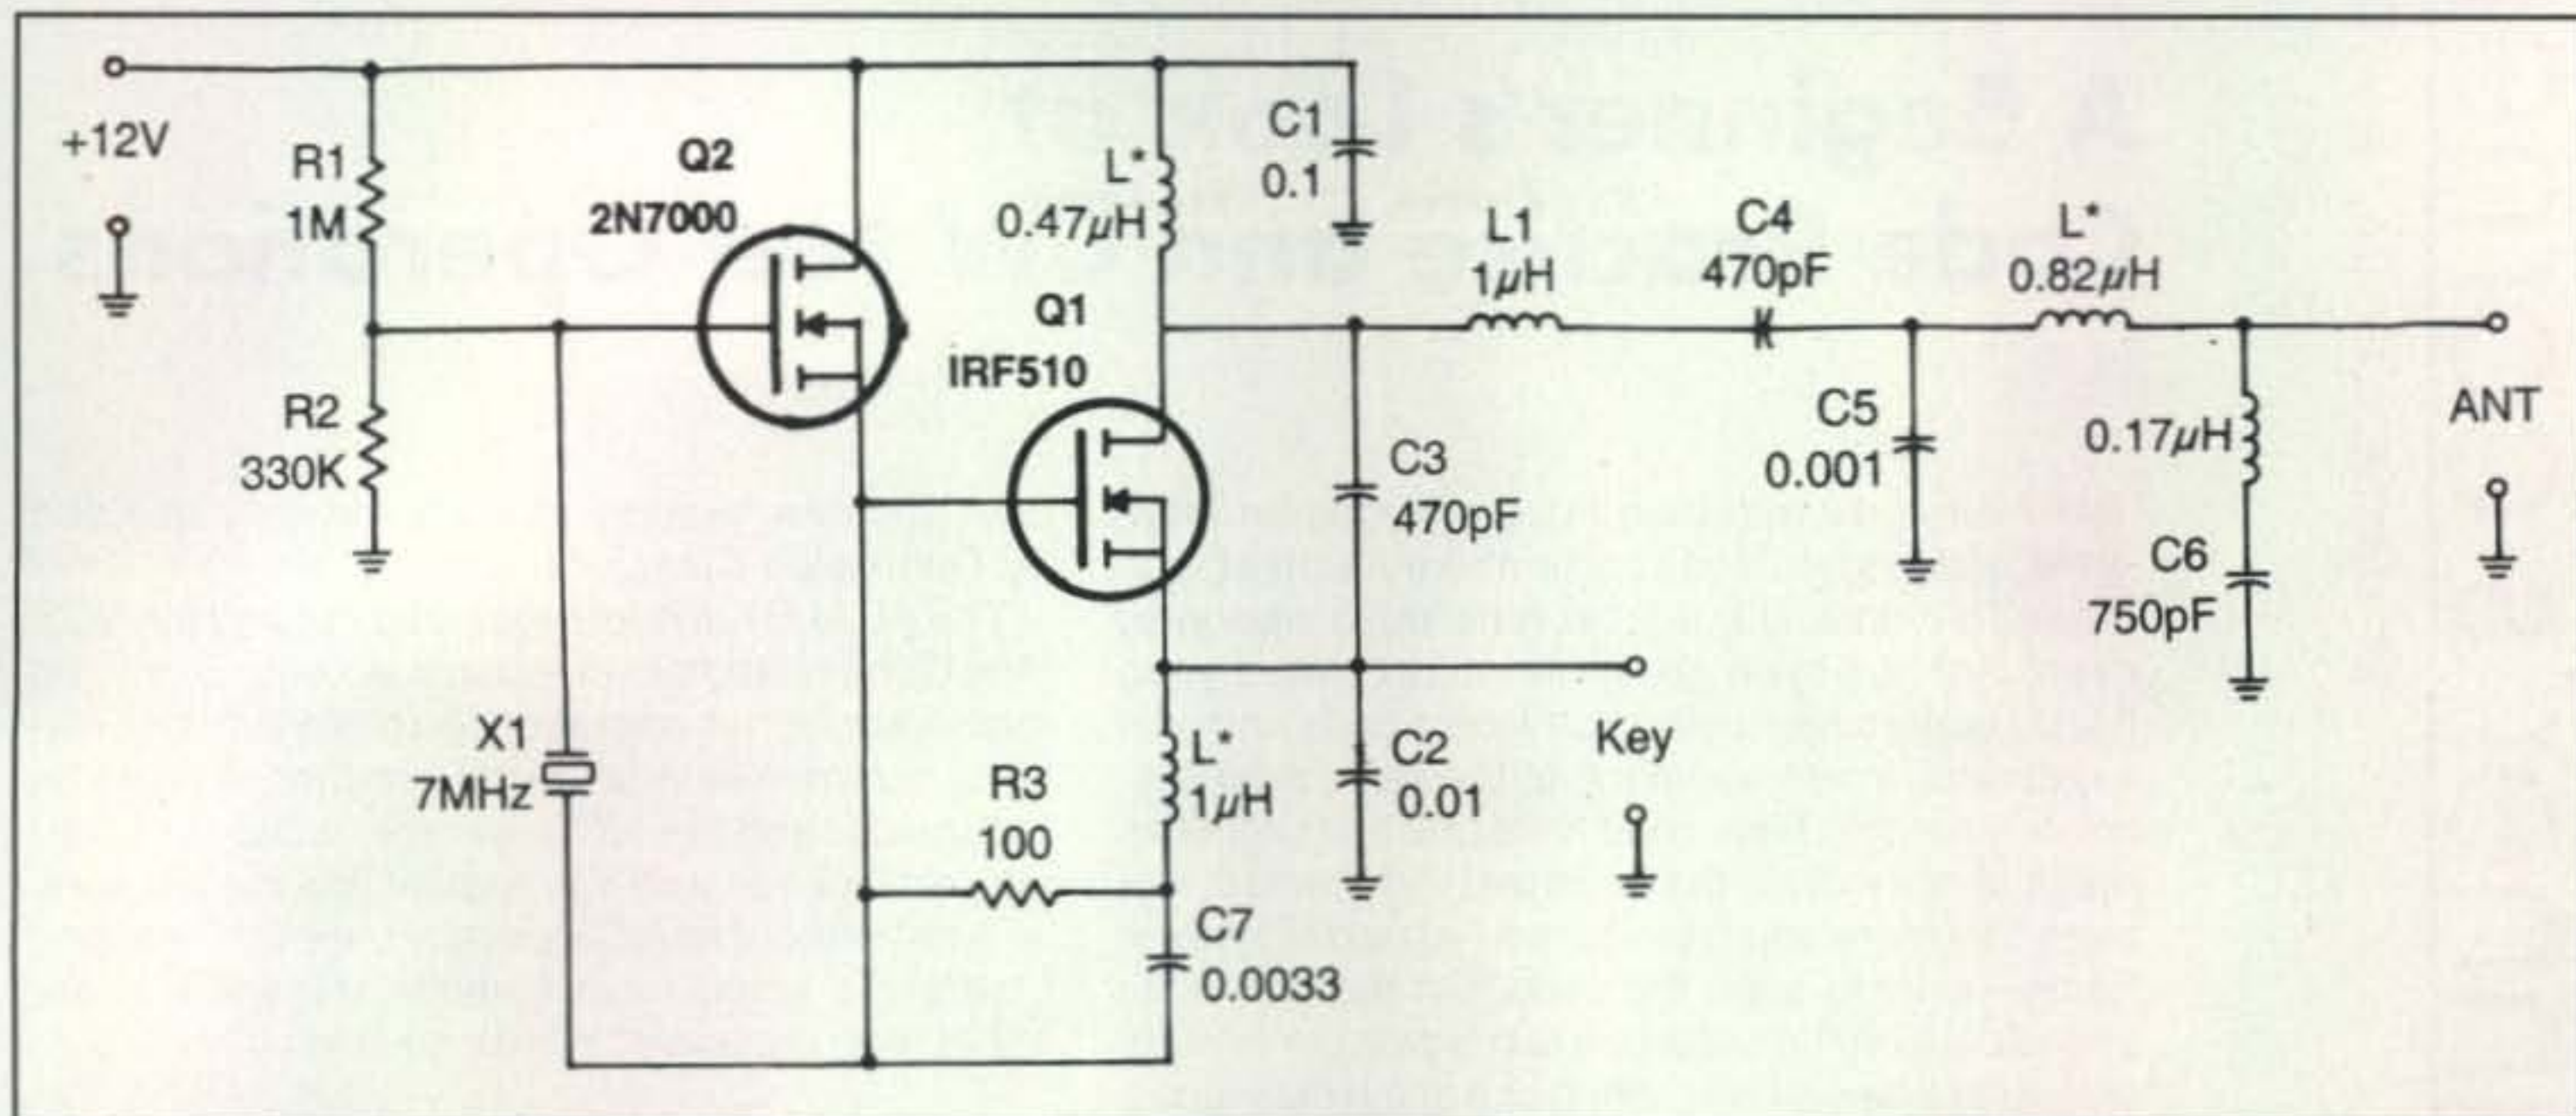 +12V
R1
1M
R2
330K
Q2
2N7000
L*
0.47µH
Q1
IRF510
C1
0.1
L1
1µH
C4
470pF
L*
0.82µH
C3
470pF
C5
0.001
0.17µH
C6
750pF
ANT
X1
7MHz
R3
100
L*
1µH
C2
0.01
Key
C7
0.0033